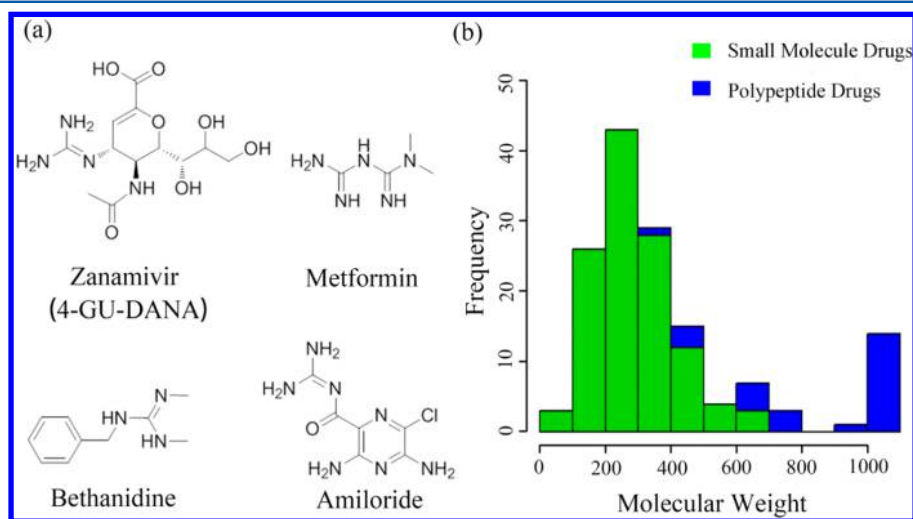 (a)
HO
O
NH2
H2N
N
O
OH
OH
NH
OH
O
Zanamivir
(4-GU-DANA)
H2N
H
N
N
NH
NH
Metformin
N
HN
HN
Bethanidine
NH2
H2N
N
O
N
Cl
H2N
N
NH2
Amiloride
(b)
Small Molecule Drugs
Polypeptide Drugs
Frequency
50
40
30
20
10
0
0 200 400 600 800 1000
Molecular Weight